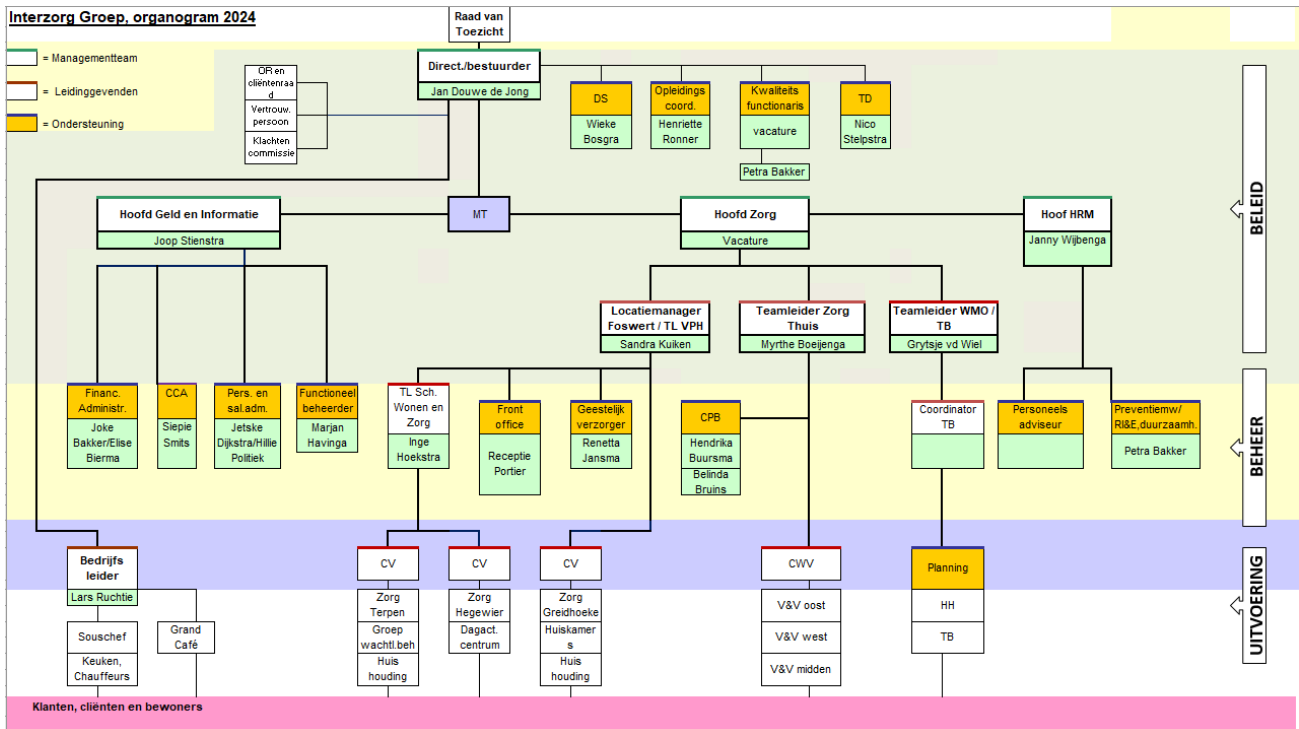 Interzorg Groep, organogram 2024
Raad van
Toezicht
= Managementteam
= Leidinggevenden
= Ondersteuning
OR en
cliëntenraa
d
Vertrouw.
persoon
Klachten
commissie
Direct./bestuurder
Jan Douwe de Jong
DS
Wieke
Bosgra
Opleidings
coord.
Henriette
Ronner
Kwaliteits
functionaris
vacature
Petra Bakker
TD
Nico
Stelpstra
BELEID
Hoofd Geld en Informatie
Joop Stienstra
MT
Hoofd Zorg
Vacature
Hoof HRM
Janny Wijbenga
Locatiemanager
Foswert / TL VPH
Sandra Kuiken
Teamleider Zorg
Thuis
Myrthe Boeijenga
Teamleider WMO /
TB
Grytsje vd Wiel
Financ.
Administr.
Joke
Bakker/Elise
Bierma
CCA
Siepie
Smits
Pers. en
sal.adm.
Jetske
Dijkstra/Hillie
Politiek
Functioneel
beheerder
Marjan
Havinga
TL Sch.
Wonen en
Zorg
Inge
Hoekstra
Front
office
Receptie
Portier
Geestelijk
verzorger
Renetta
Jansma
CPB
Hendrika
Buursma
Belinda
Bruins
Coordinator
TB
Personeels
adviseur
Preventiemw/
RI&E,duurzaamh.
Petra Bakker
BEHEER
Bedrijfs
leider
Lars Ruchtie
Souschef
Keuken,
Chauffeurs
Grand
Café
CV
Zorg
Terpen
Groep
wachtl.beh
Huis
houding
CV
Zorg
Hegewier
Dagact.
centrum
CV
Zorg
Greidhoeke
Huiskamer
s
Huis
houding
CWV
V&V oost
V&V west
V&V midden
Planning
HH
TB
UITVOERING
Klanten, cliënten en bewoners